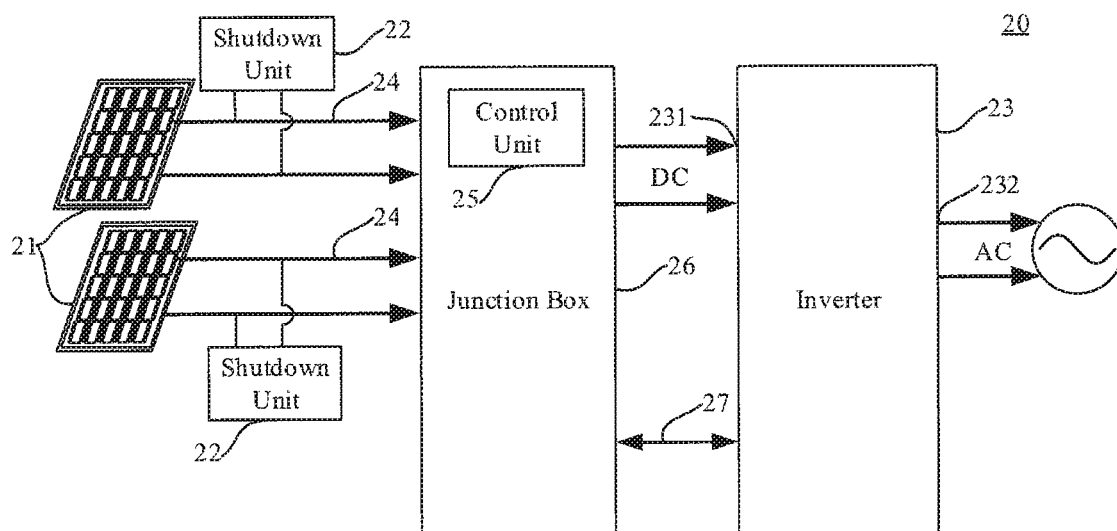 20
Shutdown
Unit
22
24
Control
Unit
25
231
DC
23
232
AC
21
24
26
Junction Box
Inverter
Shutdown
Unit
22
27